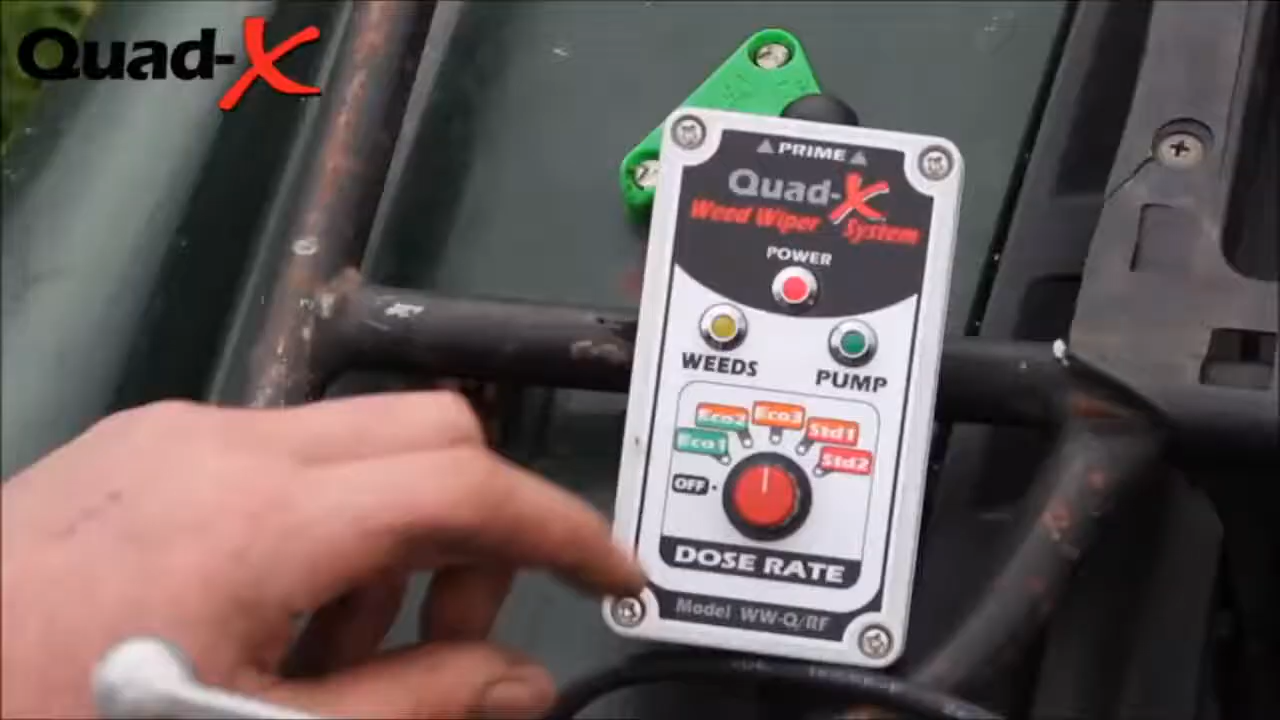 Quad-X
PRIME
Quad-X
Weed Wiper System
POWER
WEEDS
PUMP
Eco1
Eco2
Eco3
Std1
Std2
OFF
DOSE RATE
Model WW-Q/RF